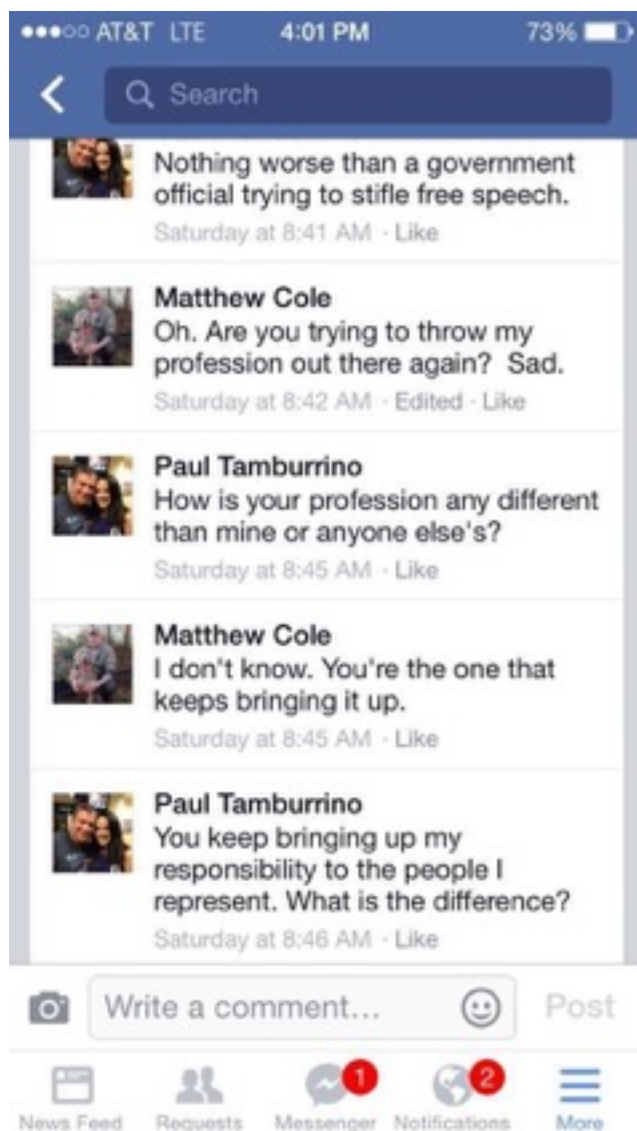 AT&T LTE 4:01 PM 73%
Search
Nothing worse than a government
official trying to stifle free speech.
Saturday at 8:41 AM · Like
Matthew Cole
Oh. Are you trying to throw my
profession out there again? Sad.
Saturday at 8:42 AM · Edited · Like
Paul Tamburrino
How is your profession any different
than mine or anyone else's?
Saturday at 8:45 AM · Like
Matthew Cole
I don't know. You're the one that
keeps bringing it up.
Saturday at 8:45 AM · Like
Paul Tamburrino
You keep bringing up my
responsibility to the people I
represent. What is the difference?
Saturday at 8:46 AM · Like
Write a comment... Post
1 2
News Feed Requests Messenger Notifications More